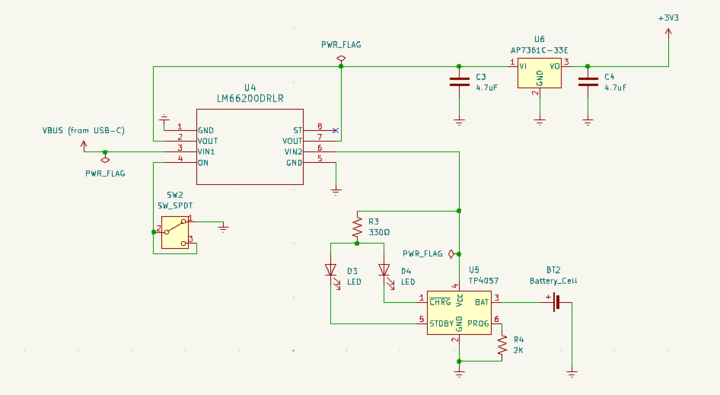 +3V3
PWR_FLAG
U6
AP7361C-33E
1 VI VO 3
GND
2
C3
4.7uF
C4
4.7uF
U4
LM66200DRLR
1 GND ST 8
2 VOUT VOUT 7
3 VIN1 VIN2 6
4 ON GND 5
VBUS (from USB-C)
PWR_FLAG
SW2
SW_SPDT
1
2
3
R3
330Ω
PWR_FLAG
D3
LED
D4
LED
U5
TP4057
4
VCC
1 CHRG BAT 3
5 STDBY PROG 6
GND
2
BT2
Battery_Cell
+
R4
2K